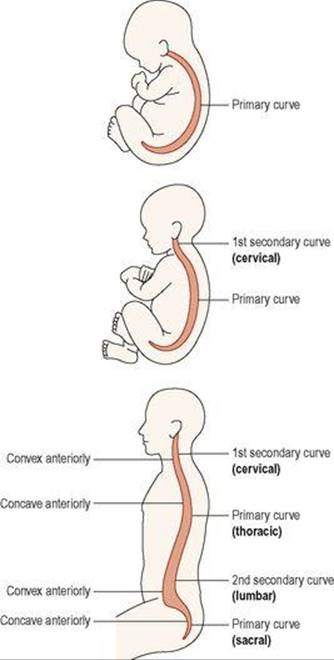 Primary curve
1st secondary curve
(cervical)
Primary curve
1st secondary curve
(cervical)
Convex anteriorly
Concave anteriorly
Primary curve
(thoracic)
2nd secondary curve
(lumbar)
Convex anteriorly
Concave anteriorly
Primary curve
(sacral)